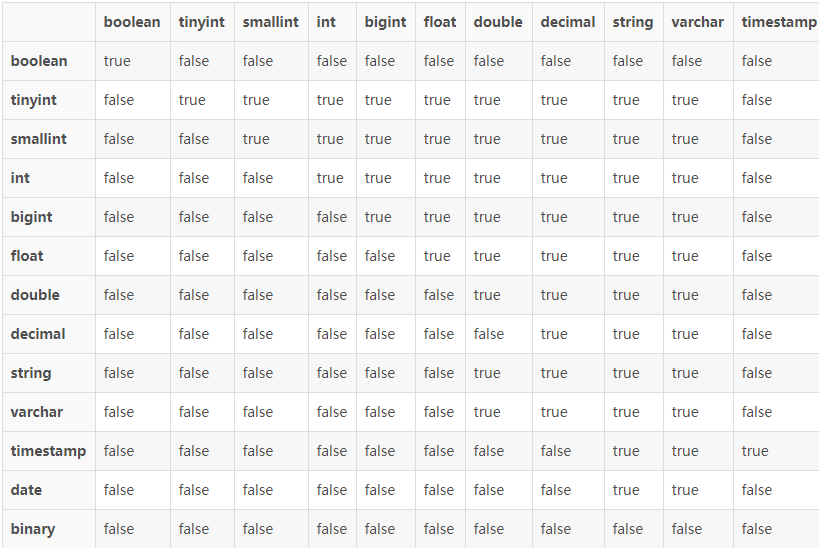 boolean tinyint smallint int bigint float double decimal string varchar timestamp
boolean true false false false false false false false false false false
tinyint false true true true true true true true true true false
smallint false false true true true true true true true true false
int false false false true true true true true true true false
bigint false false false false true true true true true true false
float false false false false false true true true true true false
double false false false false false false true true true true false
decimal false false false false false false false true true true false
string false false false false false false true true true true false
varchar false false false false false false true true true true false
timestamp false false false false false false false false true true true
date false false false false false false false false true true false
binary false false false false false false false false false false false